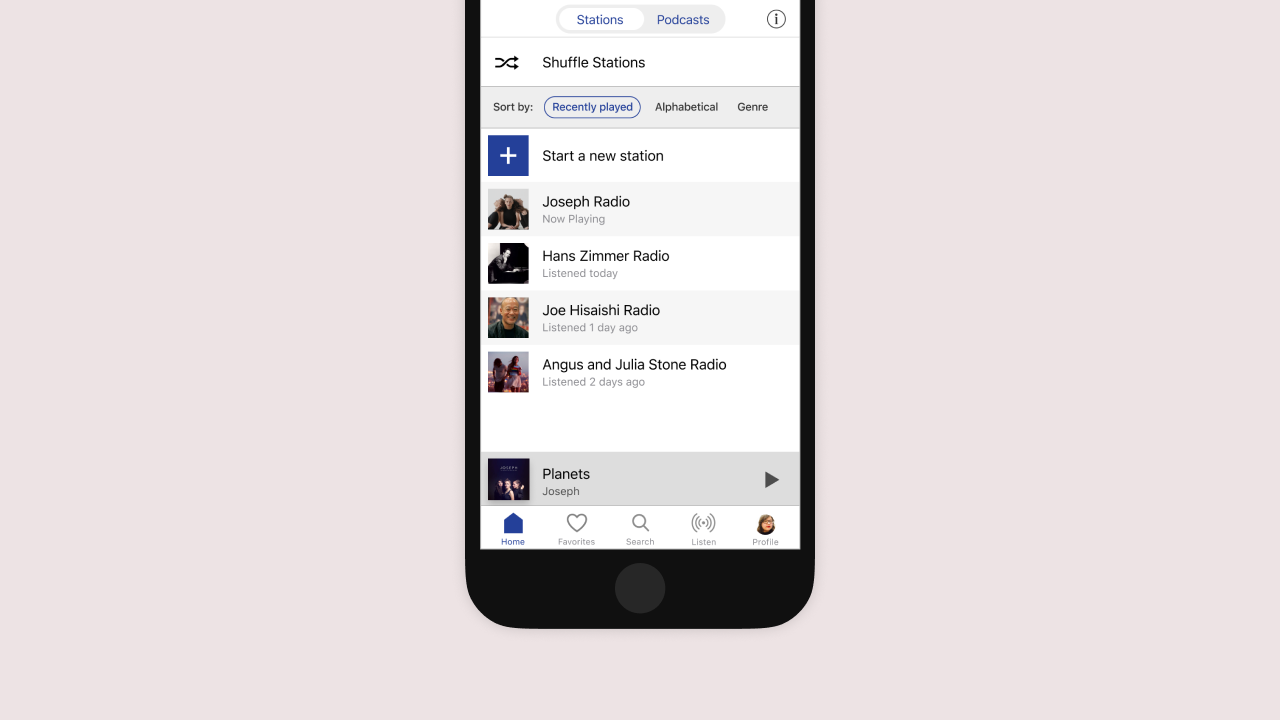 Stations Podcasts
Shuffle Stations
Sort by: Recently played Alphabetical Genre
Start a new station
Joseph Radio
Now Playing
Hans Zimmer Radio
Listened today
Joe Hisaishi Radio
Listened 1 day ago
Angus and Julia Stone Radio
Listened 2 days ago
JOSEPH
Planets
Joseph
Home Favorites Search Listen Profile